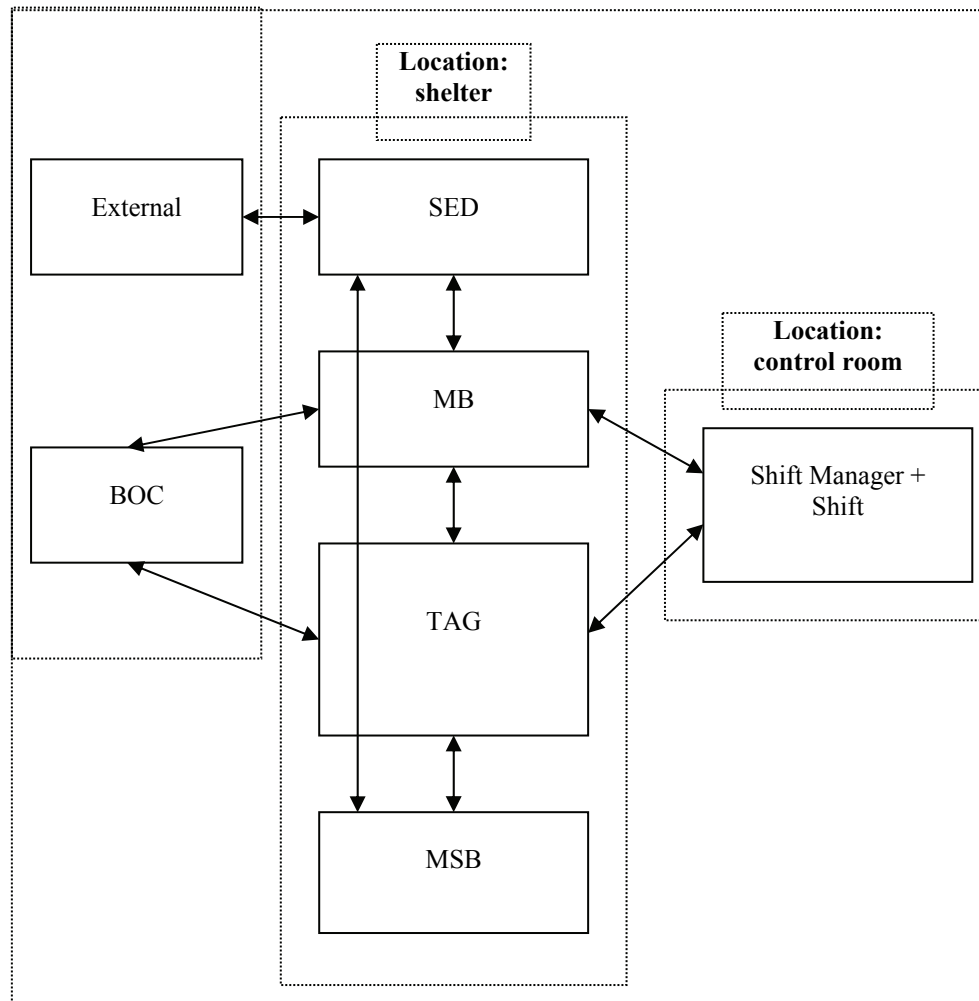 Location:
shelter
External
SED
Location:
control room
MB
Shift Manager +
Shift
BOC
TAG
MSB